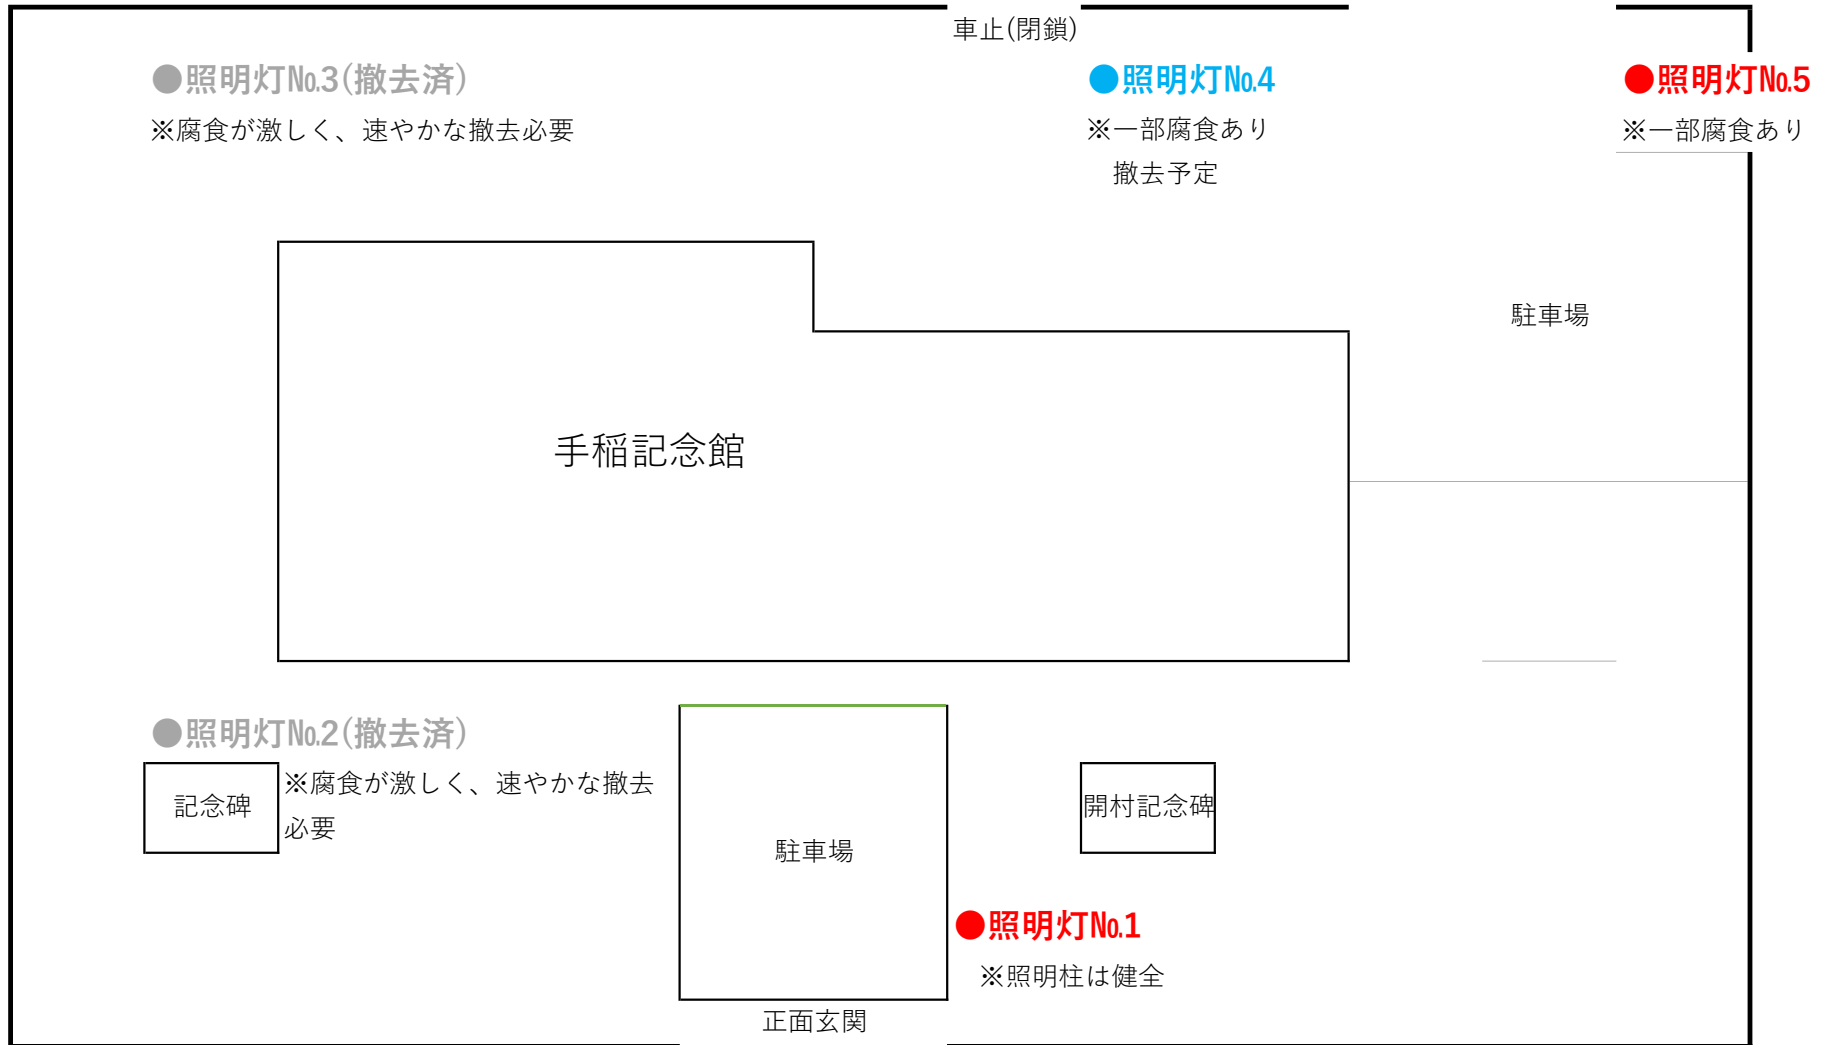 車止(閉鎖)
●照明灯№3(撤去済)
※腐食が激しく、速やかな撤去必要
●照明灯№4
※一部腐食あり
撤去予定
●照明灯№5
※一部腐食あり
駐車場
手稲記念館
●照明灯№2(撤去済)
記念碑
※腐食が激しく、速やかな撤去
必要
駐車場
開村記念碑
●照明灯№1
※照明柱は健全
正面玄関